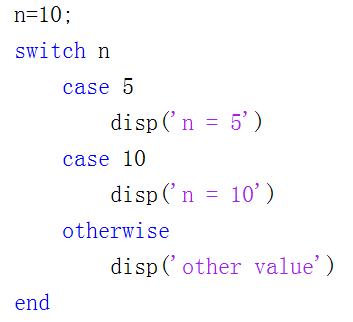 n=10;
switch n
    case 5
        disp('n = 5')
    case 10
        disp('n = 10')
    otherwise
        disp('other value')
end